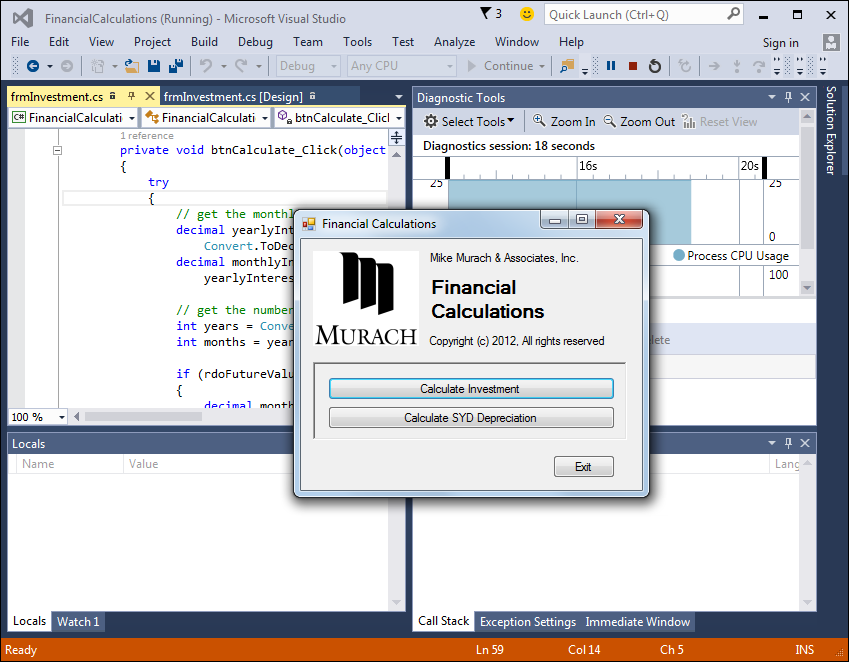 FinancialCalculations (Running) - Microsoft Visual Studio
3
Quick Launch (Ctrl+Q)
File Edit View Project Build Debug Team Tools Test Analyze Window Help
Sign in
Debug Any CPU Continue
frmInvestment.cs frmInvestment.cs [Design]
C# FinancialCalculati FinancialCalculati btnCalculate_Clicl
1 reference
private void btnCalculate_Click(object
{
try
{
// get the monthl
decimal yearlyInt
Convert.ToDec
decimal monthlyIn
yearlyInteres
// get the number
int years = Conve
int months = year
if (rdoFutureValu
{
decimal month
100 %
Diagnostic Tools
Select Tools Zoom In Zoom Out Reset View
Diagnostics session: 18 seconds
16s 20s
25 25
0
Process CPU Usage
100
lete
Solution Explorer
Financial Calculations
MURACH
Mike Murach & Associates, Inc.
Financial
Calculations
Copyright (c) 2012, All rights reserved
Calculate Investment
Calculate SYD Depreciation
Exit
Locals
Name Value
Lang
Locals Watch 1
Call Stack Exception Settings Immediate Window
Ready Ln 59 Col 14 Ch 5 INS